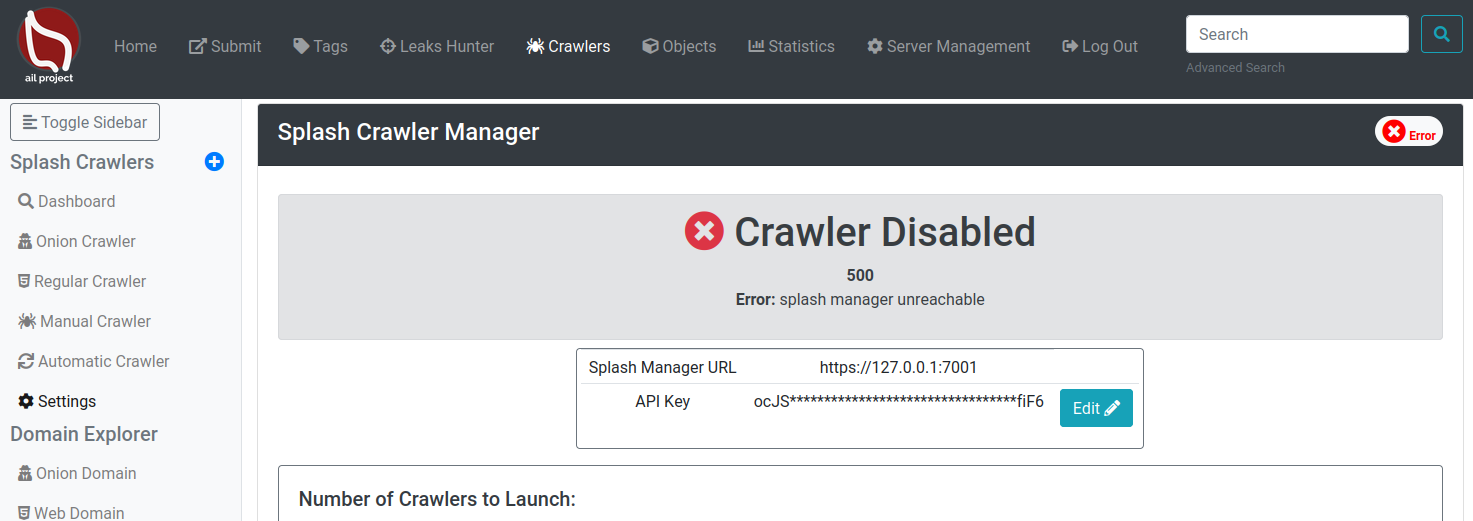 ail project
Home Submit Tags Leaks Hunter Crawlers Objects Statistics Server Management Log Out
Search
Advanced Search
Toggle Sidebar
Splash Crawlers
Dashboard
Onion Crawler
Regular Crawler
Manual Crawler
Automatic Crawler
Settings
Domain Explorer
Onion Domain
Web Domain
Splash Crawler Manager
Error
Crawler Disabled
500
Error: splash manager unreachable
Splash Manager URL https://127.0.0.1:7001
API Key ocJS*********************************fiF6
Edit
Number of Crawlers to Launch: